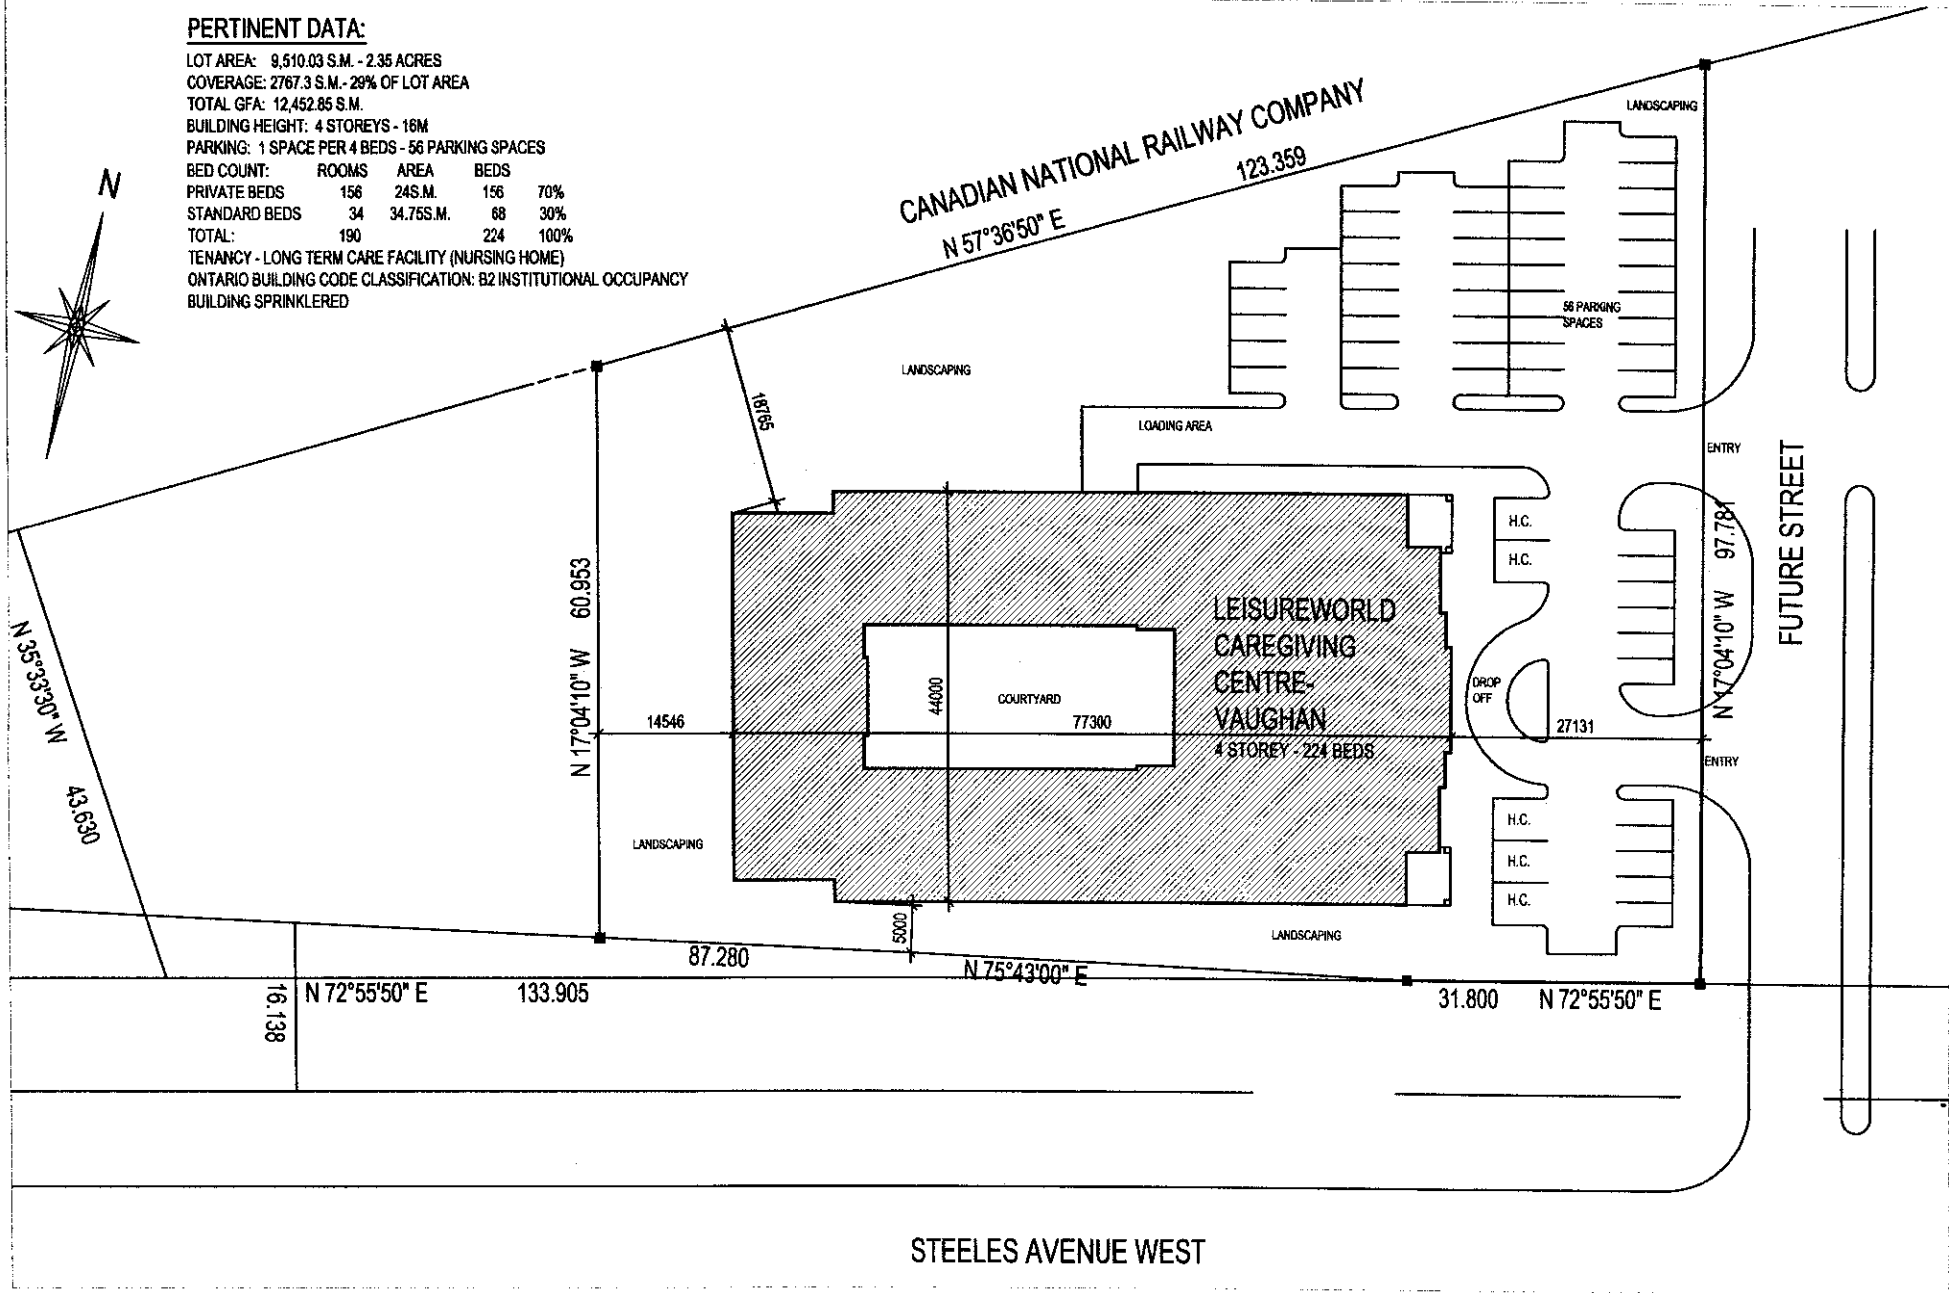 PERTINENT DATA:
LOT AREA: 9,510.03 S.M. - 2.35 ACRES
COVERAGE: 2767.3 S.M.- 29% OF LOT AREA
TOTAL GFA: 12,452.85 S.M.
BUILDING HEIGHT: 4 STOREYS - 16M
PARKING: 1 SPACE PER 4 BEDS - 56 PARKING SPACES
BED COUNT: ROOMS AREA BEDS
PRIVATE BEDS 156 24S.M. 156 70%
STANDARD BEDS 34 34.75S.M. 68 30%
TOTAL: 190 224 100%
TENANCY - LONG TERM CARE FACILITY (NURSING HOME)
ONTARIO BUILDING CODE CLASSIFICATION: B2 INSTITUTIONAL OCCUPANCY
BUILDING SPRINKLERED
N
CANADIAN NATIONAL RAILWAY COMPANY
N 57°36'50" E 123.359
LANDSCAPING
56 PARKING
SPACES
LANDSCAPING
18765
LOADING AREA
ENTRY
H.C.
H.C.
N 17°04'10" W 97.781
FUTURE STREET
N 17°04'10" W 60.953
LEISUREWORLD
CAREGIVING
CENTRE-
VAUGHAN
4 STOREY - 224 BEDS
COURTYARD
44000
14546
77300
DROP
OFF
27131
ENTRY
N 35°33'30" W 43.630
LANDSCAPING
H.C.
H.C.
H.C.
5000
LANDSCAPING
87.280 N 75°43'00" E
N 72°55'50" E 133.905
31.800 N 72°55'50" E
16.138
STEELES AVENUE WEST